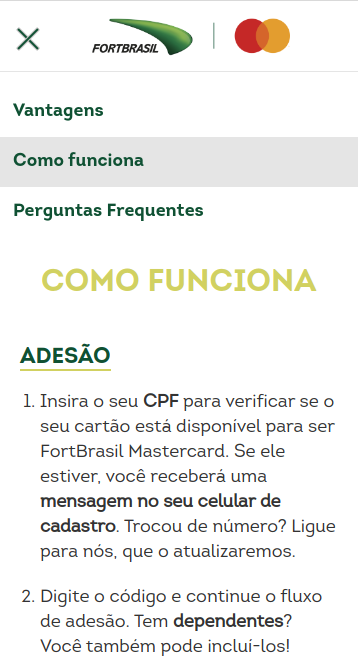 FORTBRASIL
Vantagens
Como funciona
Perguntas Frequentes
COMO FUNCIONA
ADESÃO
1. Insira o seu CPF para verificar se o
seu cartão está disponível para ser
FortBrasil Mastercard. Se ele
estiver, você receberá uma
mensagem no seu celular de
cadastro. Trocou de número? Ligue
para nós, que o atualizaremos.
2. Digite o código e continue o fluxo
de adesão. Tem dependentes?
Você também pode incluí-los!